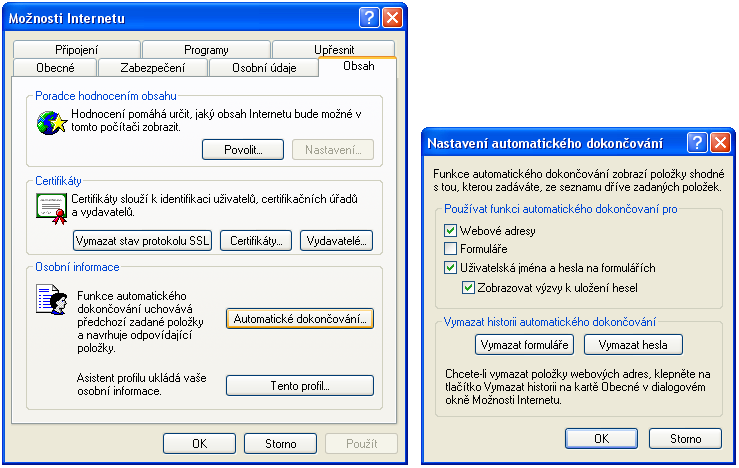 Možnosti Internetu
Připojení
Programy
Upřesnit
Obecné
Zabezpečení
Osobní údaje
Obsah
Poradce hodnocením obsahu
Hodnocení pomáhá určit, jaký obsah Internetu bude možné v
tomto počítači zobrazit.
Povolit...
Nastavení...
Certifikáty
Certifikáty slouží k identifikaci uživatelů, certifikačních úřadů
a vydavatelů.
Vymazat stav protokolu SSL
Certifikáty...
Vydavatelé...
Osobní informace
Funkce automatického
dokončování uchovává
předchozí zadané položky
a navrhuje odpovídající
položky.
Automatické dokončování...
Asistent profilu ukládá vaše
osobní informace.
Tento profil...
OK
Storno
Použít
Nastavení automatického dokončování
Funkce automatického dokončování zobrazí položky shodné
s tou, kterou zadáváte, ze seznamu dříve zadaných položek.
Používat funkci automatického dokončovaní pro
Webové adresy
Formuláře
Uživatelská jména a hesla na formulářích
Zobrazovat výzvy k uložení hesel
Vymazat historii automatického dokončování
Vymazat formuláře
Vymazat hesla
Chcete-li vymazat položky webových adres, klepněte na
tlačítko Vymazat historii na kartě Obecné v dialogovém
okně Možnosti Internetu.
OK
Storno